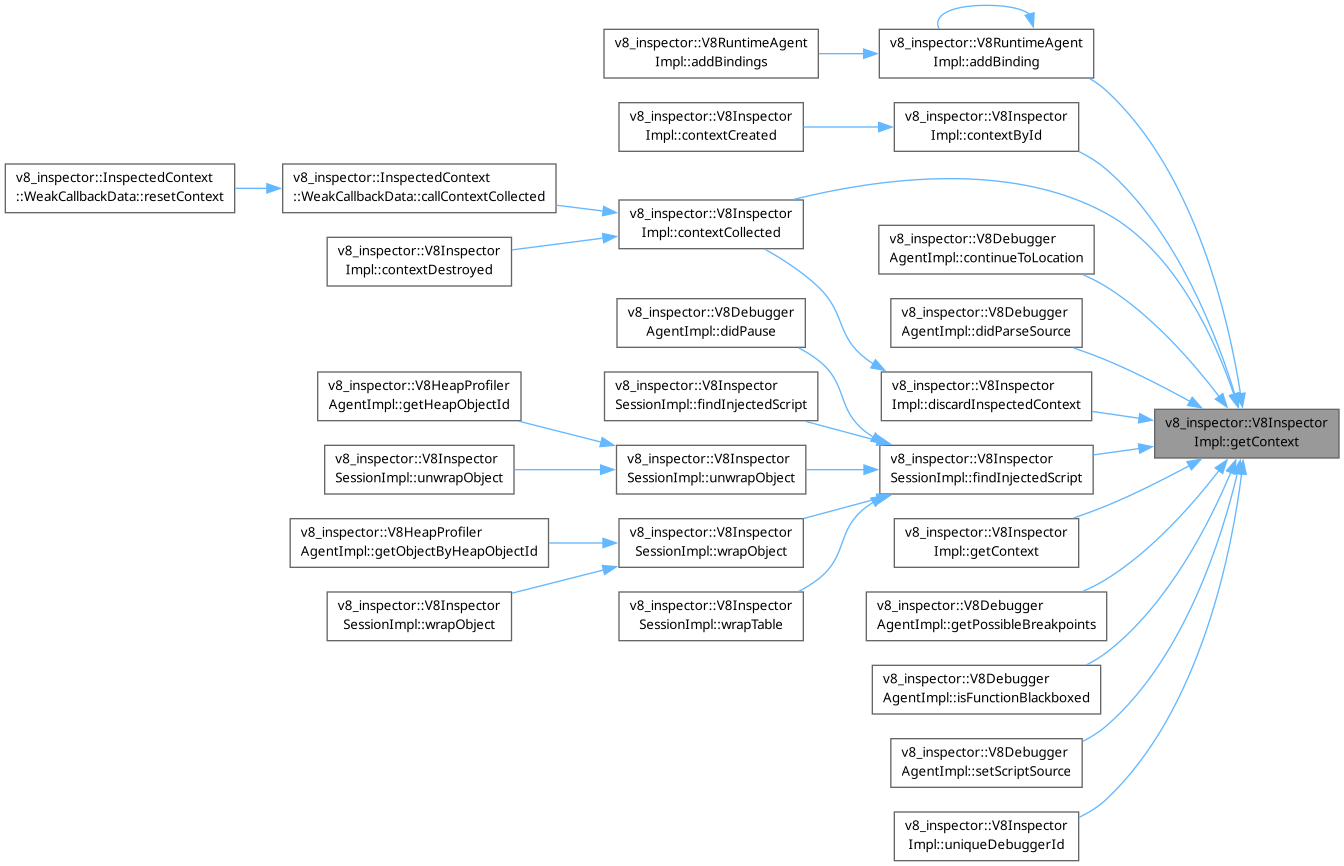 v8_inspector::V8RuntimeAgent
Impl::addBindings
v8_inspector::V8RuntimeAgent
Impl::addBinding
v8_inspector::V8Inspector
Impl::contextCreated
v8_inspector::V8Inspector
Impl::contextById
v8_inspector::InspectedContext
::WeakCallbackData::resetContext
v8_inspector::InspectedContext
::WeakCallbackData::callContextCollected
v8_inspector::V8Inspector
Impl::contextCollected
v8_inspector::V8Inspector
Impl::contextDestroyed
v8_inspector::V8Debugger
AgentImpl::continueToLocation
v8_inspector::V8Debugger
AgentImpl::didPause
v8_inspector::V8Debugger
AgentImpl::didParseSource
v8_inspector::V8HeapProfiler
AgentImpl::getHeapObjectId
v8_inspector::V8Inspector
SessionImpl::findInjectedScript
v8_inspector::V8Inspector
Impl::discardInspectedContext
v8_inspector::V8Inspector
Impl::getContext
v8_inspector::V8Inspector
SessionImpl::unwrapObject
v8_inspector::V8Inspector
SessionImpl::unwrapObject
v8_inspector::V8Inspector
SessionImpl::findInjectedScript
v8_inspector::V8HeapProfiler
AgentImpl::getObjectByHeapObjectId
v8_inspector::V8Inspector
SessionImpl::wrapObject
v8_inspector::V8Inspector
Impl::getContext
v8_inspector::V8Inspector
SessionImpl::wrapObject
v8_inspector::V8Inspector
SessionImpl::wrapTable
v8_inspector::V8Debugger
AgentImpl::getPossibleBreakpoints
v8_inspector::V8Debugger
AgentImpl::isFunctionBlackboxed
v8_inspector::V8Debugger
AgentImpl::setScriptSource
v8_inspector::V8Inspector
Impl::uniqueDebuggerId